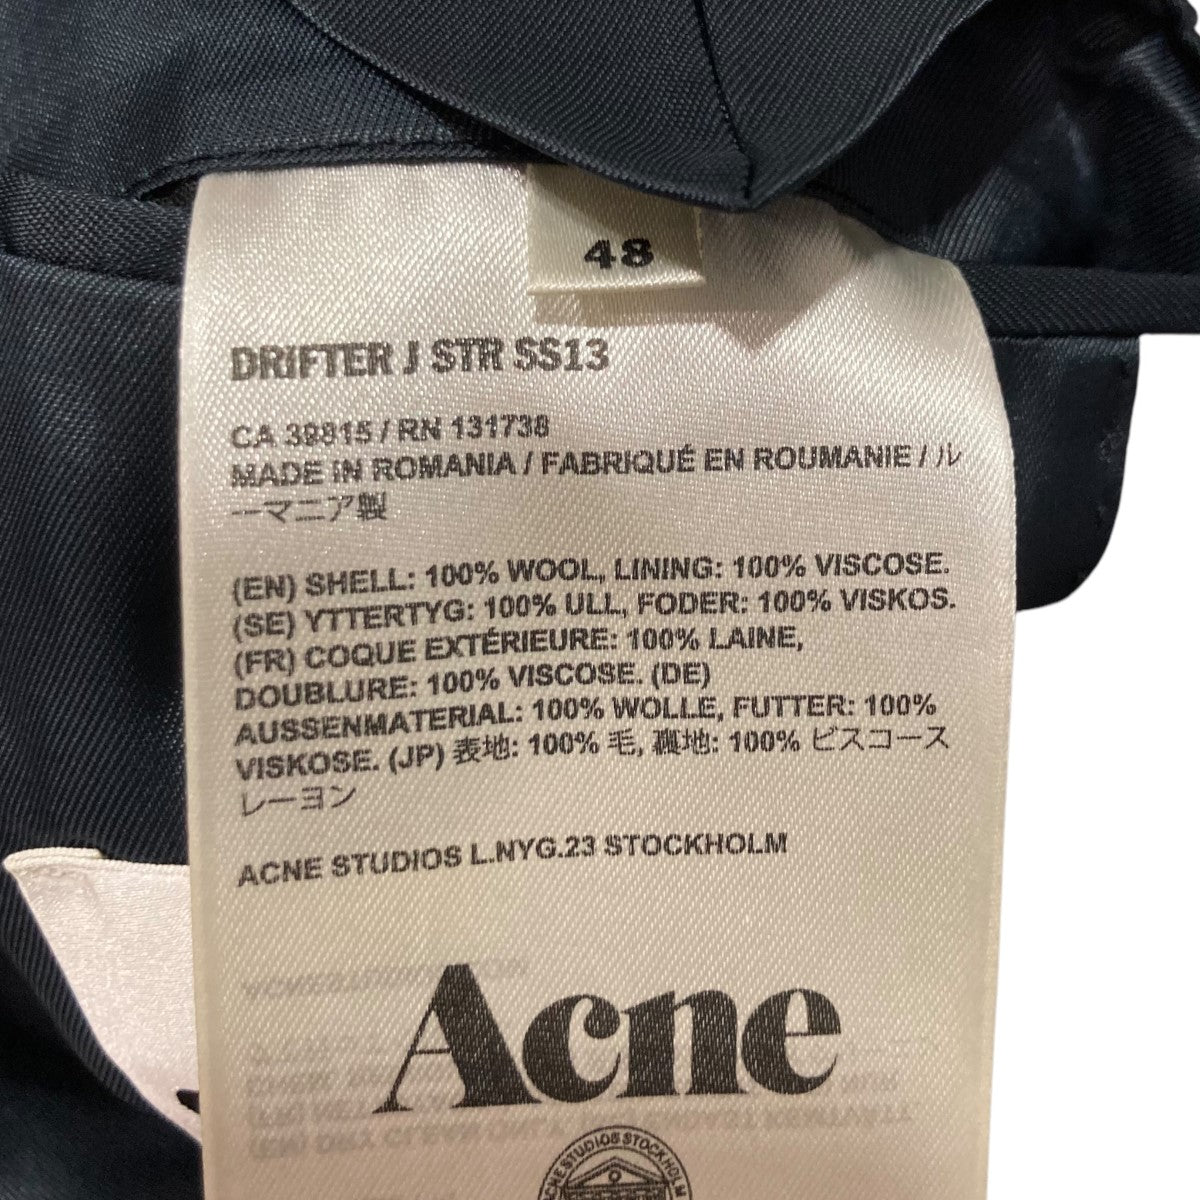 48
DRIFTER J STR SS13
CA 39815 / RN 131738
MADE IN ROMANIA / FABRIQUÉ EN ROUMANIE / ル
ーマニア製
(EN) SHELL: 100% WOOL, LINING: 100% VISCOSE.
(SE) YTTERTYG: 100% ULL, FODER: 100% VISKOS.
(FR) COQUE EXTÉRIEURE: 100% LAINE,
DOUBLURE: 100% VISCOSE. (DE)
AUSSENMATERIAL: 100% WOLLE, FUTTER: 100%
VISKOSE. (JP) 表地: 100% 毛, 裏地: 100% ビスコース
レーヨン
ACNE STUDIOS L.NYG.23 STOCKHOLM
Acne
ACNE STUDIOS STOCKHOLM